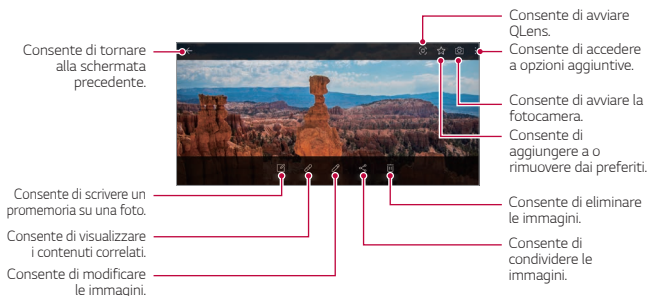 Consente di tornare
alla schermata
precedente.
Consente di scrivere un
promemoria su una foto.
Consente di visualizzare
i contenuti correlati.
Consente di modificare
le immagini.
Consente di avviare
QLens.
Consente di accedere
a opzioni aggiuntive.
Consente di avviare la
fotocamera.
Consente di
aggiungere a o
rimuovere dai preferiti.
Consente di eliminare
le immagini.
Consente di
condividere le
immagini.